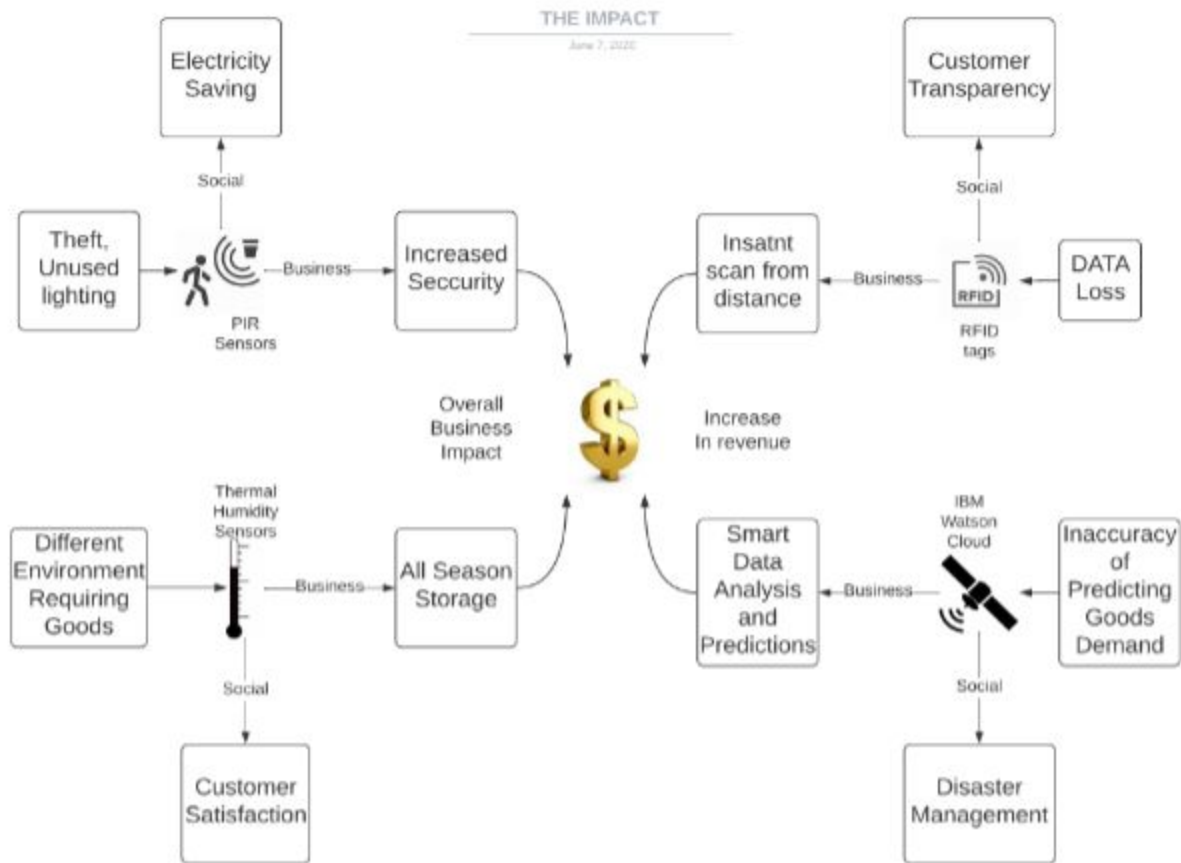 THE IMPACT
June 7, 2020
Electricity
Saving
Customer
Transparency
Social
Social
Theft,
Unused
lighting
Business
Increased
Seccurity
Insatnt
scan from
distance
Business
RFID
DATA
Loss
PIR
Sensors
RFID
tags
Overall
Business
Impact
Increase
In revenue
Thermal
Humidity
Sensors
IBM
Watson
Cloud
Different
Environment
Requiring
Goods
Business
All Season
Storage
Smart
Data
Analysis
and
Predictions
Business
Inaccuracy
of
Predicting
Goods
Demand
Social
Social
Customer
Satisfaction
Disaster
Management